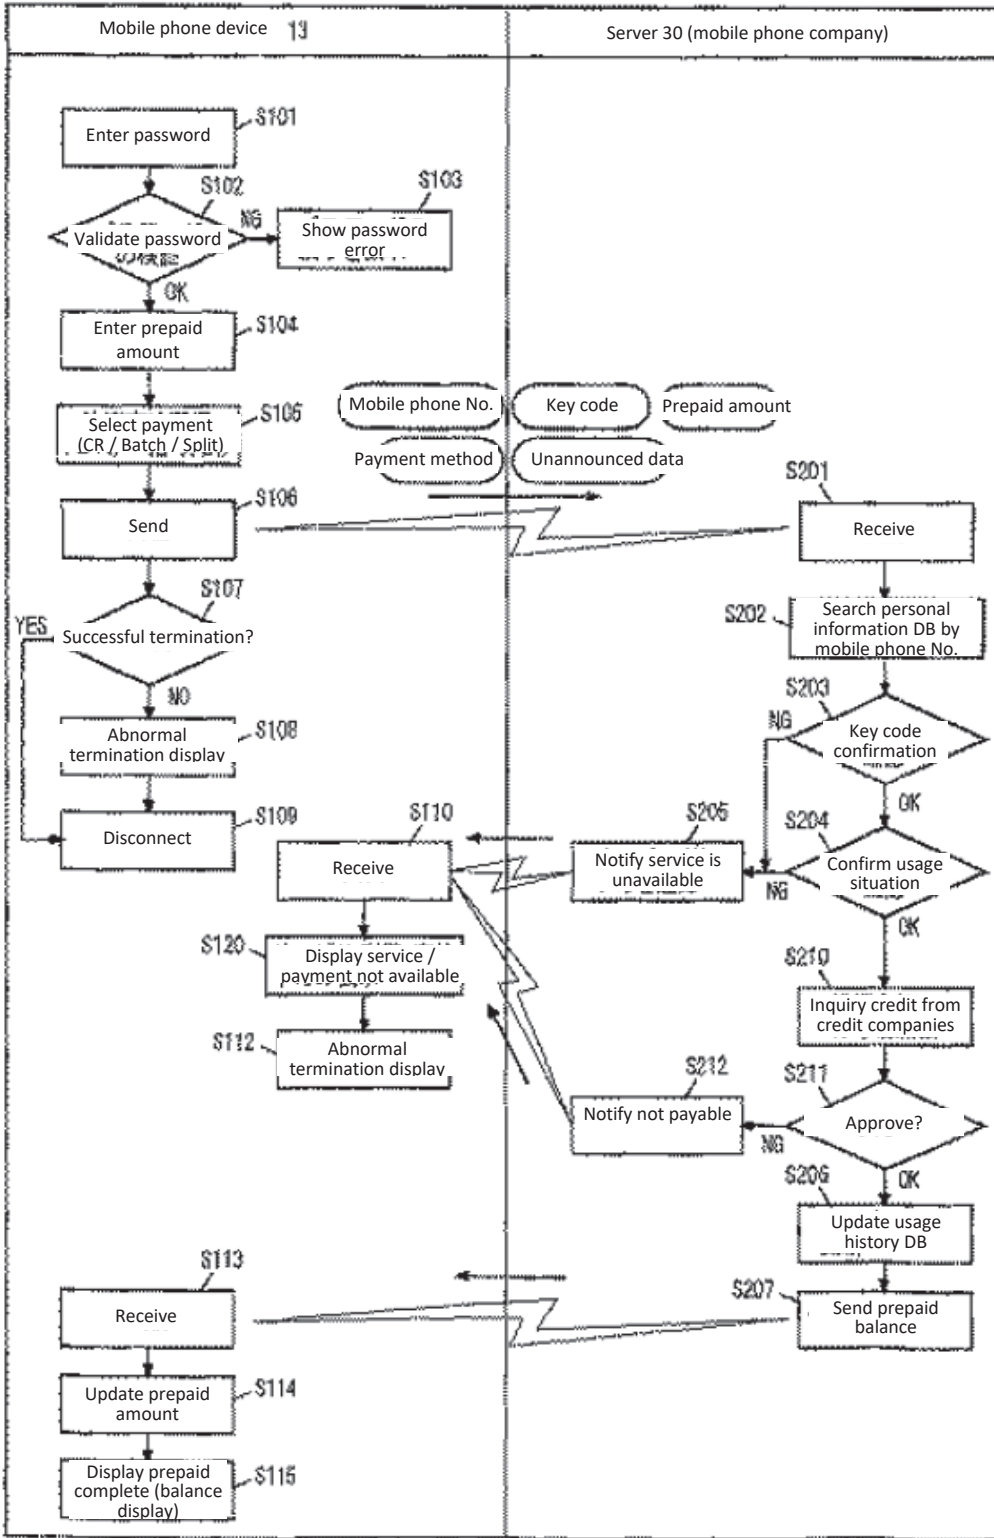 Mobile phone device 13
Server 30 (mobile phone company)
S101
Enter password
S102
Validate password
の検証
NG
S103
Show password
error
OK
S104
Enter prepaid
amount
S105
Select payment
(CR / Batch / Split)
Mobile phone No.
Key code
Prepaid amount
Payment method
Unannounced data
S106
Send
S201
Receive
S107
YES
Successful termination?
NO
S202
Search personal
information DB by
mobile phone No.
S108
Abnormal
termination display
S203
NG
Key code
confirmation
OK
S109
Disconnect
S110
Receive
S205
Notify service is
unavailable
S204
NG
Confirm usage
situation
OK
S120
Display service /
payment not available
S210
Inquiry credit from
credit companies
S112
Abnormal
termination display
S212
Notify not payable
S211
NG
Approve?
OK
S206
Update usage
history DB
S113
Receive
S207
Send prepaid
balance
S114
Update prepaid
amount
S115
Display prepaid
complete (balance
display)